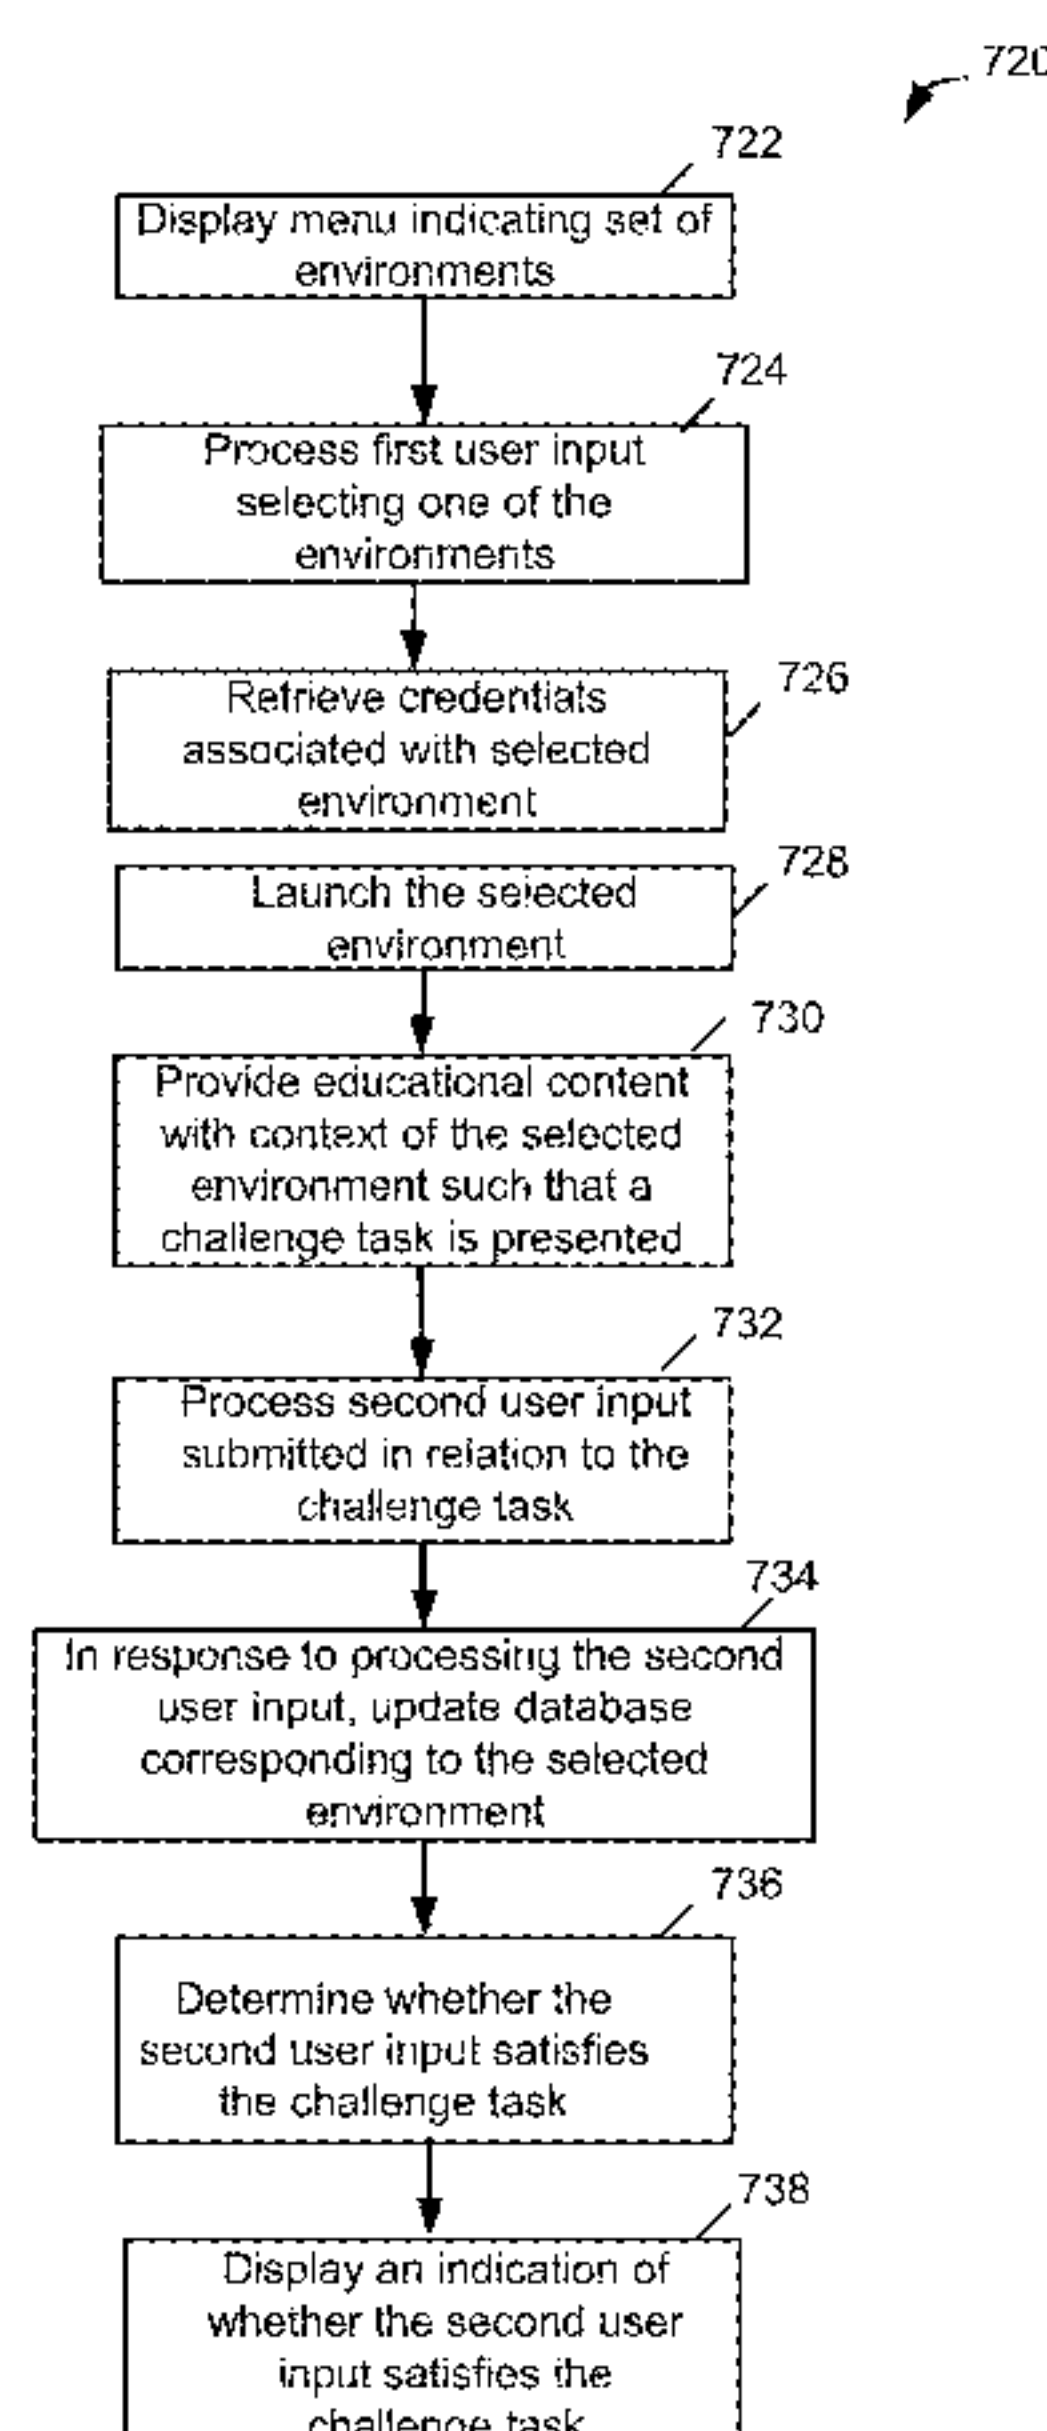 720
722
Display menu indicating set of
environments
724
Process first user input
selecting one of the
environments
726
Retrieve credentials
associated with selected
environment
728
Launch the selected
environment
730
Provide educational content
with context of the selected
environment such that a
challenge task is presented
732
Process second user input
submitted in relation to the
challenge task
734
In response to processing the second
user input, update database
corresponding to the selected
environment
736
Determine whether the
second user input satisfies
the challenge task
738
Display an indication of
whether the second user
input satisfies the
challenge task